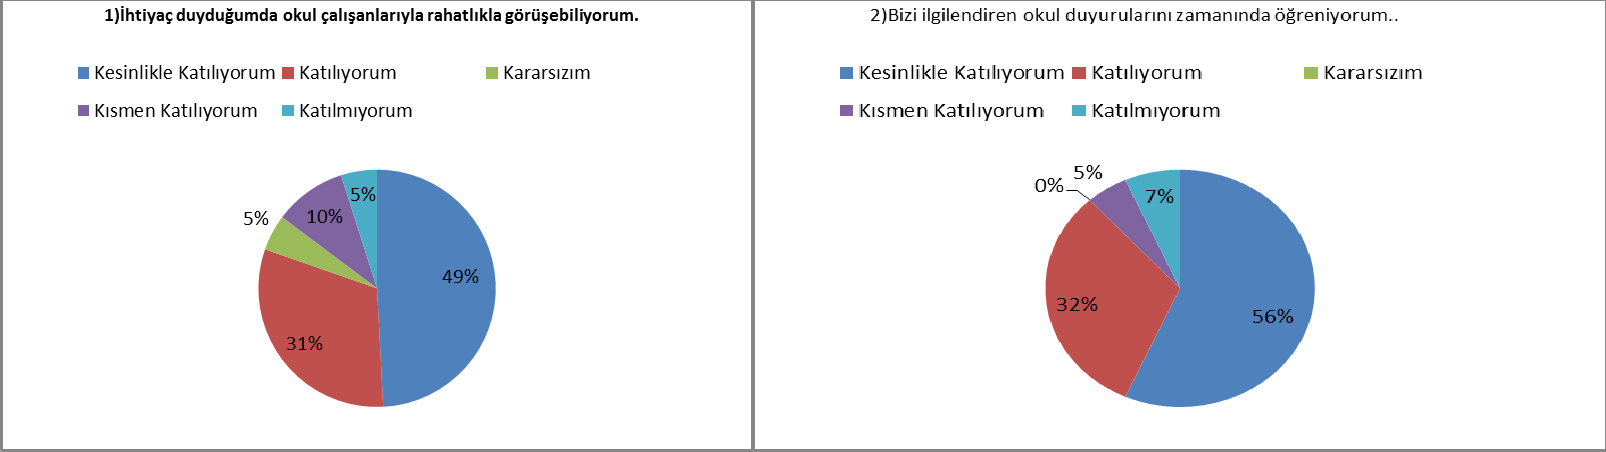 1)İhtiyaç duyduğumda okul çalışanlarıyla rahatlıkla görüşebiliyorum.
Kesinlikle Katılıyorum Katılıyorum Kararsızım
Kısmen Katılıyorum Katılmıyorum
5%
10%
5%
49%
31%
2)Bizi ilgilendiren okul duyurularını zamanında öğreniyorum..
Kesinlikle Katılıyorum Katılıyorum Kararsızım
Kısmen Katılıyorum Katılmıyorum
5%
0%
7%
32%
56%